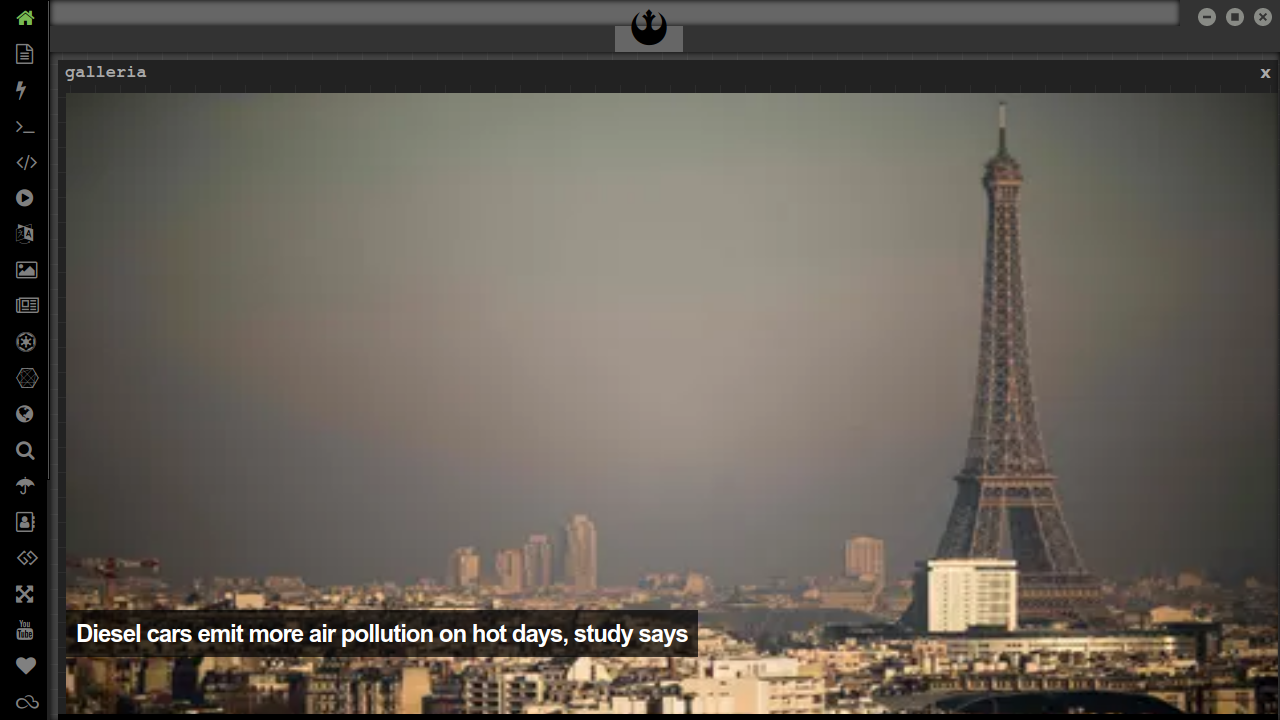 galleria
x
Diesel cars emit more air pollution on hot days, study says
You
Tube